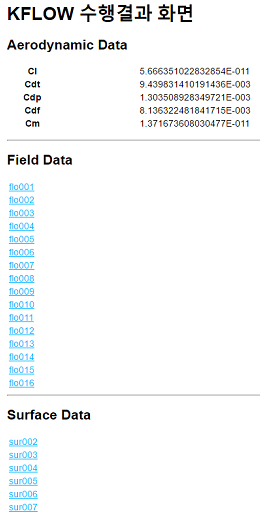 KFLOW 수행결과 화면
Aerodynamic Data
Cl 5.666351022832854E-011
Cdt 9.439831410191436E-003
Cdp 1.303508928349721E-003
Cdf 8.136322481841715E-003
Cm 1.371673608030477E-011
Field Data
flo001
flo002
flo003
flo004
flo005
flo006
flo007
flo008
flo009
flo010
flo011
flo012
flo013
flo014
flo015
flo016
Surface Data
sur002
sur003
sur004
sur005
sur006
sur007